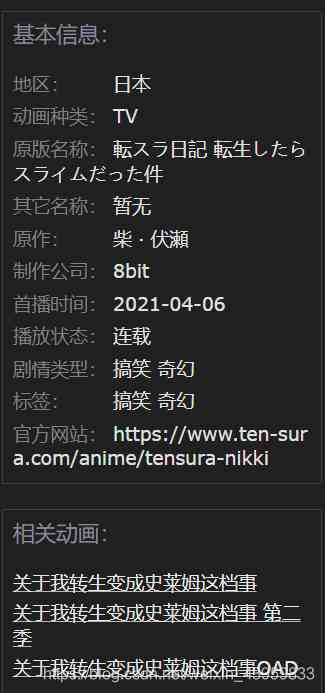 基本信息：
地区： 日本
动画种类： TV
原版名称： 転スラ日記 転生したら
スライムだった件
其它名称： 暂无
原作： 柴・伏瀬
制作公司： 8bit
首播时间： 2021-04-06
播放状态： 连载
剧情类型： 搞笑 奇幻
标签： 搞笑 奇幻
官方网站： https://www.ten-sur
a.com/anime/tensura-nikki
相关动画：
关于我转生变成史莱姆这档事
关于我转生变成史莱姆这档事 第二
季
关于我转生变成史莱姆这档事OAD